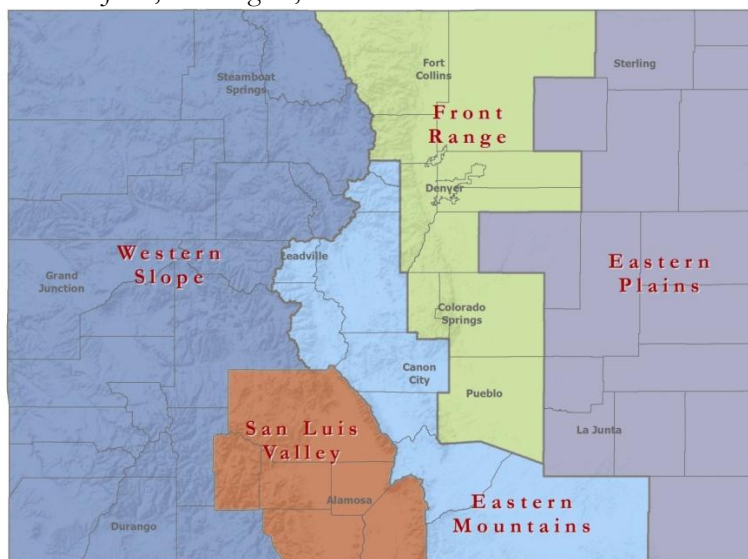 Steamboat
Springs
Fort
Collins
Sterling
Front
Range
Denver
Western
Slope
Leadville
Grand
Junction
Eastern
Plains
Colorado
Springs
Canon
City
Pueblo
San Luis
Valley
La Junta
Alamosa
Eastern
Mountains
Durango